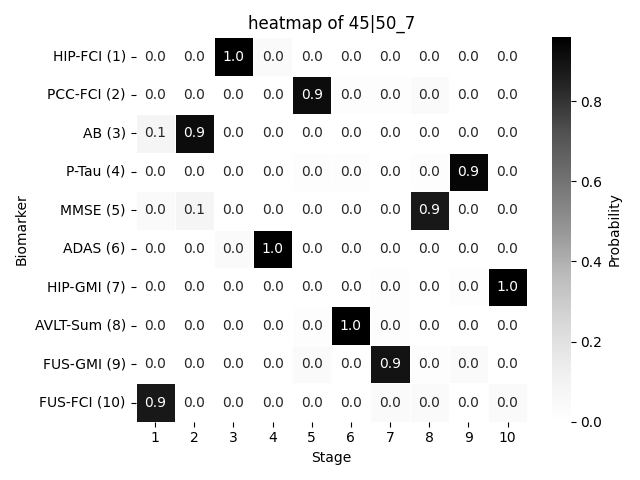 heatmap of 45|50_7
HIP-FCI (1) 0.0 0.0 1.0 0.0 0.0 0.0 0.0 0.0 0.0 0.0
PCC-FCI (2) 0.0 0.0 0.0 0.0 0.9 0.0 0.0 0.0 0.0 0.0
AB (3) 0.1 0.9 0.0 0.0 0.0 0.0 0.0 0.0 0.0 0.0
P-Tau (4) 0.0 0.0 0.0 0.0 0.0 0.0 0.0 0.0 0.9 0.0
MMSE (5) 0.0 0.1 0.0 0.0 0.0 0.0 0.0 0.9 0.0 0.0
ADAS (6) 0.0 0.0 0.0 1.0 0.0 0.0 0.0 0.0 0.0 0.0
HIP-GMI (7) 0.0 0.0 0.0 0.0 0.0 0.0 0.0 0.0 0.0 1.0
AVLT-Sum (8) 0.0 0.0 0.0 0.0 0.0 1.0 0.0 0.0 0.0 0.0
FUS-GMI (9) 0.0 0.0 0.0 0.0 0.0 0.0 0.9 0.0 0.0 0.0
FUS-FCI (10) 0.9 0.0 0.0 0.0 0.0 0.0 0.0 0.0 0.0 0.0
1 2 3 4 5 6 7 8 9 10
Stage
Biomarker
0.8
0.6
0.4
0.2
0.0
Probability